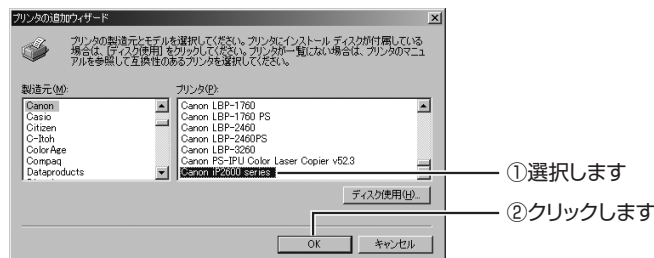 プリンタの追加ウィザード
プリンタの製造元とモデルを選択してください。プリンタにインストール ディスクが付属している
場合は、[ディスク使用] をクリックしてください。プリンタが一覧にない場合は、プリンタのマニュ
アルを参照して互換性のあるプリンタを選択してください。
製造元(M):
プリンタ(P):
Canon
Casio
Citizen
C-Itoh
ColorAge
Compaq
Dataproducts
Canon LBP-1760
Canon LBP-1760 PS
Canon LBP-2460
Canon LBP-2460PS
Canon LBP-3260
Canon PS-IPU Color Laser Copier v52.3
Canon iP2600 series
①選択します
ディスク使用(H)...
②クリックします
OK
キャンセル